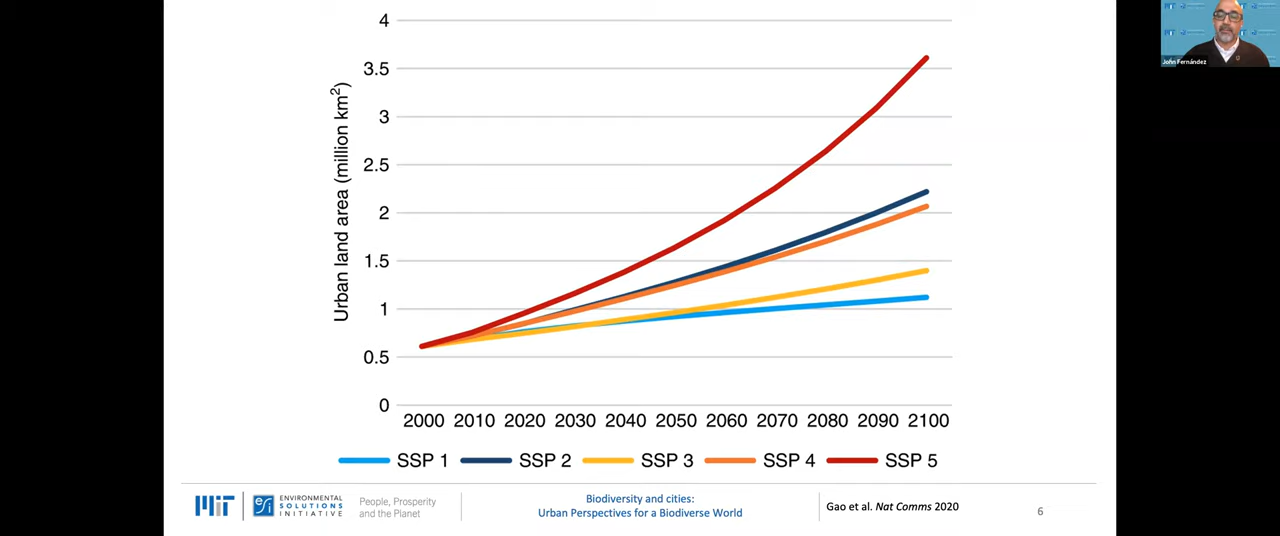 4
3.5
3
2.5
2
1.5
1
0.5
0
Urban land area (million km²)
2000 2010 2020 2030 2040 2050 2060 2070 2080 2090 2100
SSP 1 SSP 2 SSP 3 SSP 4 SSP 5
MIT
esi
ENVIRONMENTAL
SOLUTIONS
INITIATIVE
People, Prosperity
and the Planet
Biodiversity and cities:
Urban Perspectives for a Biodiverse World
Gao et al. Nat Comms 2020
6
John Fernández